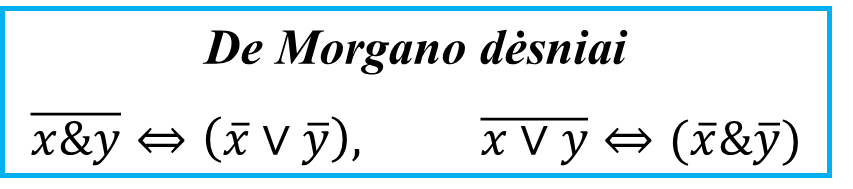 De Morgano dėsniai
x&y̅ ⇔ (x̄ ∨ ȳ), x ∨ y̅ ⇔ (x̄&ȳ)